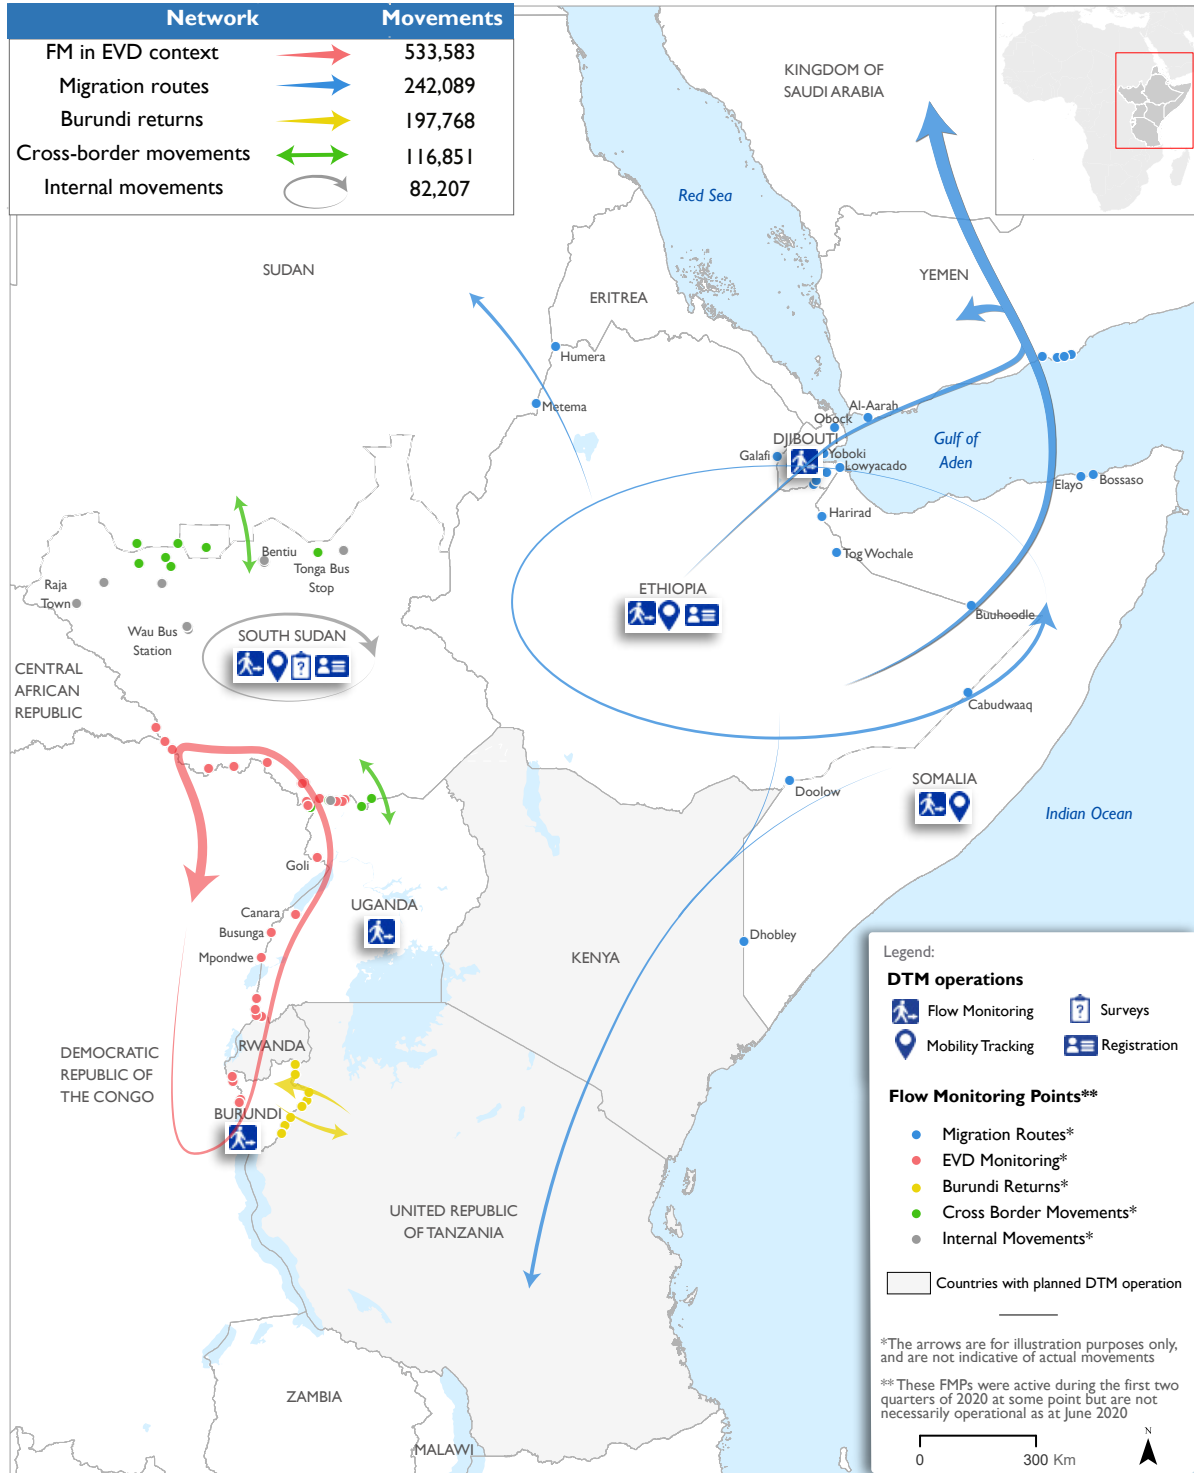 Network Movements
FM in EVD context 533,583
Migration routes 242,089
Burundi returns 197,768
Cross-border movements 116,851
Internal movements 82,207
KINGDOM OF
SAUDI ARABIA
Red Sea
SUDAN
YEMEN
ERITREA
Humera
Metema
Al-Aarah
Obock
DJIBOUTI
Galafi
Yoboki
Lowyacado
Gulf of
Aden
Elayo
Bossaso
Harirad
Tog Wochale
Bentiu
Tonga Bus
Stop
Raja
Town
Wau Bus
Station
SOUTH SUDAN
ETHIOPIA
Buuhoodle
CENTRAL
AFRICAN
REPUBLIC
Cabudwaaq
Doolow
SOMALIA
Indian Ocean
Goli
Canara
Busunga
Mpondwe
UGANDA
KENYA
Dhobley
RWANDA
DEMOCRATIC
REPUBLIC OF
THE CONGO
BURUNDI
UNITED REPUBLIC
OF TANZANIA
ZAMBIA
MALAWI
Legend:
DTM operations
Flow Monitoring
Surveys
Mobility Tracking
Registration
Flow Monitoring Points**
Migration Routes*
EVD Monitoring*
Burundi Returns*
Cross Border Movements*
Internal Movements*
Countries with planned DTM operation
*The arrows are for illustration purposes only,
and are not indicative of actual movements
** These FMPs were active during the first two
quarters of 2020 at some point but are not
necessarily operational as at June 2020
N
0 300 Km